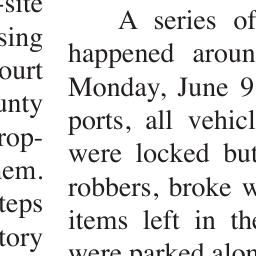 -site
sing
ourt
unty
rop-
em.
teps
tory
A series of
happened aroun
Monday, June 9
ports, all vehicl
were locked but
robbers, broke w
items left in the
were parked alon